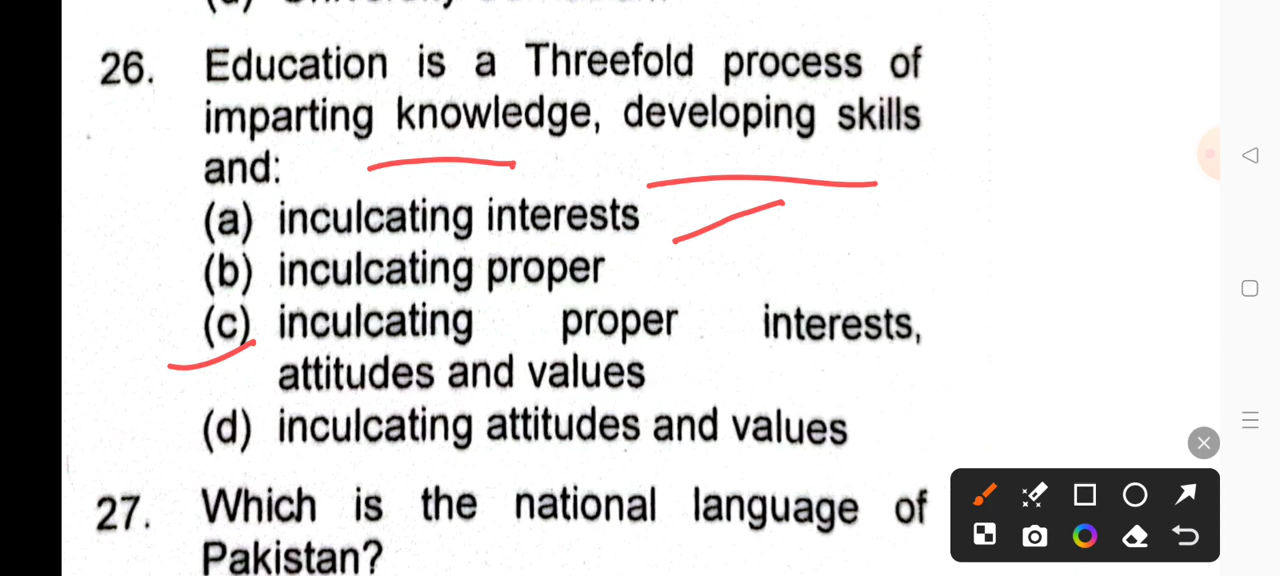 26. Education is a Threefold process of
imparting knowledge, developing skills
and:
(a) inculcating interests
(b) inculcating proper
(c) inculcating proper interests,
attitudes and values
(d) inculcating attitudes and values
27. Which is the national language of
Pakistan?